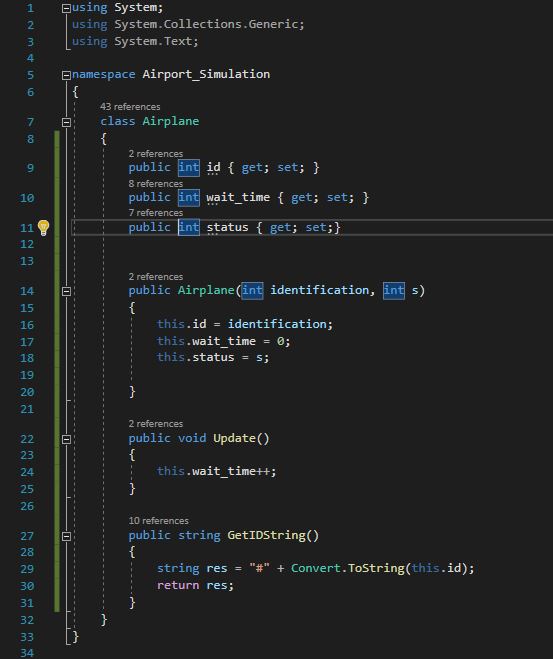 1 using System;
2 using System.Collections.Generic;
3 using System.Text;
4
5 namespace Airport_Simulation
6 {
43 references
7 class Airplane
8 {
2 references
9 public int id { get; set; }
8 references
10 public int wait_time { get; set; }
7 references
11 public int status { get; set;}
12
13
2 references
14 public Airplane(int identification, int s)
15 {
16 this.id = identification;
17 this.wait_time = 0;
18 this.status = s;
19
20 }
21
2 references
22 public void Update()
23 {
24 this.wait_time++;
25 }
26
10 references
27 public string GetIDString()
28 {
29 string res = "#" + Convert.ToString(this.id);
30 return res;
31 }
32 }
33 }
34